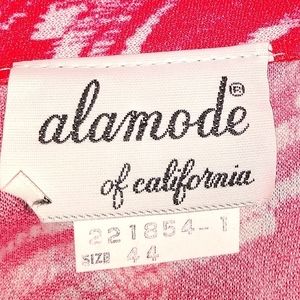 alamode®
of california
221854-1
SIZE 44